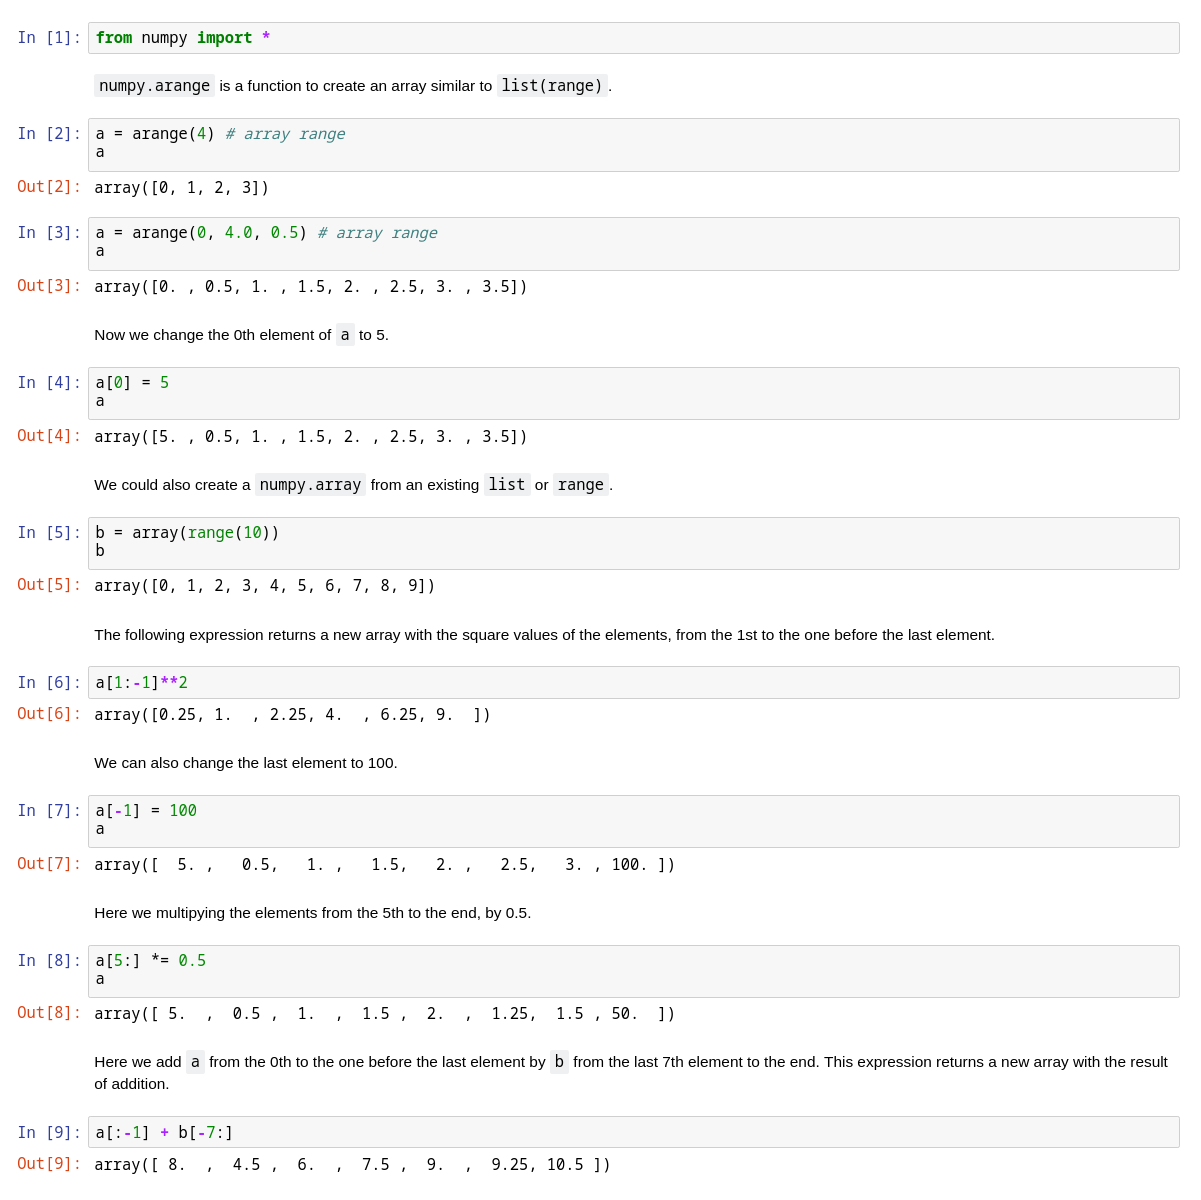 In [1]: from numpy import *
numpy.arange is a function to create an array similar to list(range).
In [2]: a = arange(4) # array range
a
Out[2]: array([0, 1, 2, 3])
In [3]: a = arange(0, 4.0, 0.5) # array range
a
Out[3]: array([0. , 0.5, 1. , 1.5, 2. , 2.5, 3. , 3.5])
Now we change the 0th element of a to 5.
In [4]: a[0] = 5
a
Out[4]: array([5. , 0.5, 1. , 1.5, 2. , 2.5, 3. , 3.5])
We could also create a numpy.array from an existing list or range.
In [5]: b = array(range(10))
b
Out[5]: array([0, 1, 2, 3, 4, 5, 6, 7, 8, 9])
The following expression returns a new array with the square values of the elements, from the 1st to the one before the last element.
In [6]: a[1:-1]**2
Out[6]: array([0.25, 1.  , 2.25, 4.  , 6.25, 9.  ])
We can also change the last element to 100.
In [7]: a[-1] = 100
a
Out[7]: array([  5. ,   0.5,   1. ,   1.5,   2. ,   2.5,   3. , 100. ])
Here we multipying the elements from the 5th to the end, by 0.5.
In [8]: a[5:] *= 0.5
a
Out[8]: array([ 5.  ,  0.5 ,  1.  ,  1.5 ,  2.  ,  1.25,  1.5 , 50.  ])
Here we add a from the 0th to the one before the last element by b from the last 7th element to the end. This expression returns a new array with the result
of addition.
In [9]: a[:-1] + b[-7:]
Out[9]: array([ 8.  ,  4.5 ,  6.  ,  7.5 ,  9.  ,  9.25, 10.5 ])